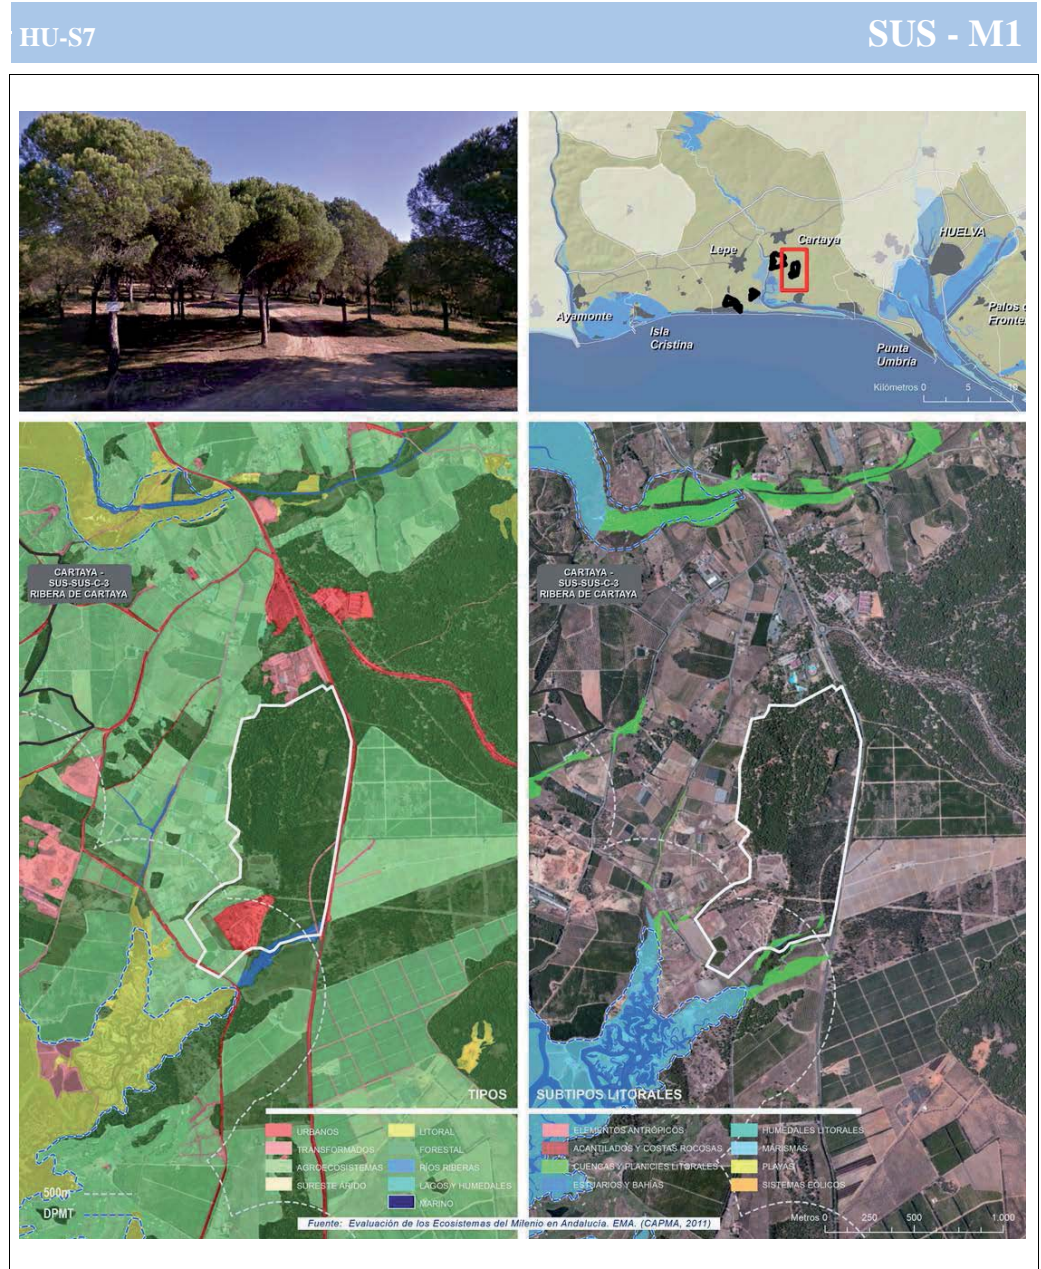 HU-S7
SUS - M1
Cartaya
Lepe
HUELVA
Ayamonte
Isla
Cristina
Palos
Fronte
Punta
Umbría
Kilómetros 0 5 10
CARTAYA -
SUS-SUS-C-3
RIBERA DE CARTAYA
CARTAYA -
SUS-SUS-C-3
RIBERA DE CARTAYA
TIPOS
URBANOS
TRANSFORMADOS
AGROECOSISTEMAS
SURESTE ÁRIDO
LITORAL
FORESTAL
RÍOS RIBERAS
LAGOS Y HUMEDALES
MARINO
500m
DPMT
SUBTIPOS LITORALES
ELEMENTOS ANTRÓPICOS
ACANTILADOS Y COSTAS ROCOSAS
CUENCAS Y PLANICIES LITORALES
ESTUARIOS Y BAHÍAS
HUMEDALES LITORALES
MARISMAS
PLAYAS
SISTEMAS EÓLICOS
Fuente: Evaluación de los Ecosistemas del Milenio en Andalucía. EMA. (CAPMA, 2011)
Metros 0 250 500 1.000